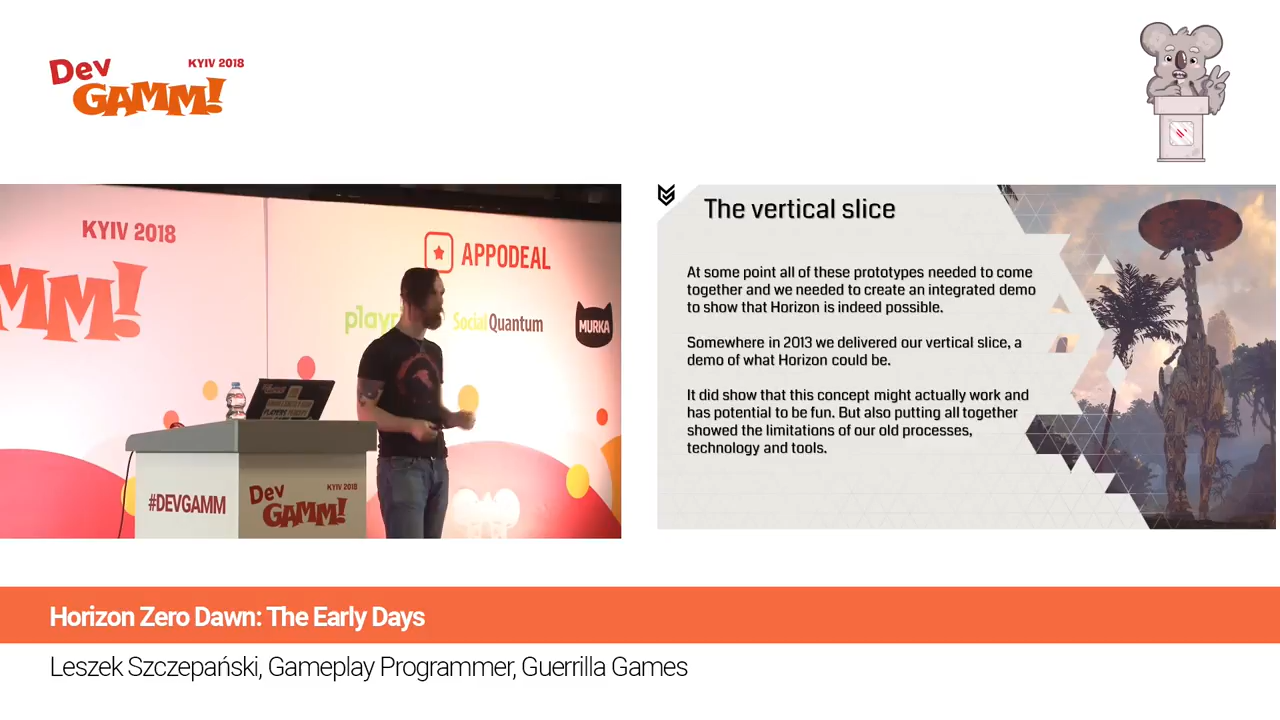 Dev
GAMM!
KYIV 2018
KYIV 2018
MM!
APPODEAL
playr
Social Quantum
MURKA
#DEVGAMM
Dev
GAMM!
KYIV 2018
The vertical slice
At some point all of these prototypes needed to come
together and we needed to create an integrated demo
to show that Horizon is indeed possible.
Somewhere in 2013 we delivered our vertical slice, a
demo of what Horizon could be.
It did show that this concept might actually work and
has potential to be fun. But also putting all together
showed the limitations of our old processes,
technology and tools.
Horizon Zero Dawn: The Early Days
Leszek Szczepański, Gameplay Programmer, Guerrilla Games